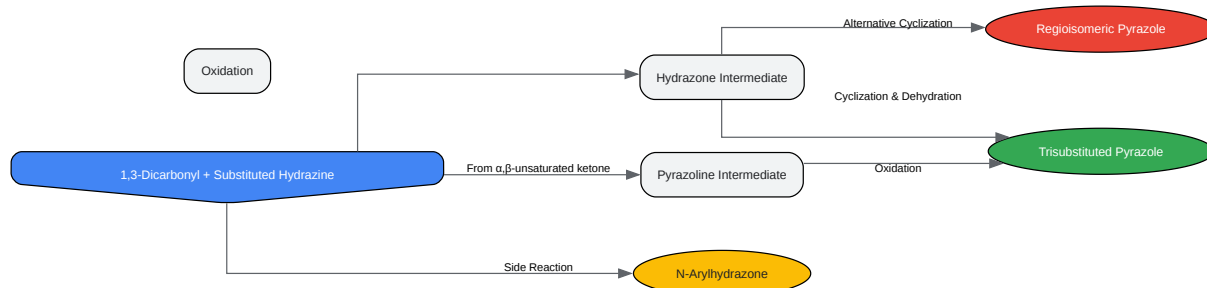 Alternative Cyclization
Regioisomeric Pyrazole
Oxidation
Hydrazone Intermediate
Cyclization & Dehydration
Trisubstituted Pyrazole
1,3-Dicarbonyl + Substituted Hydrazine
From α,β-unsaturated ketone
Pyrazoline Intermediate
Oxidation
Side Reaction
N-Arylhydrazone